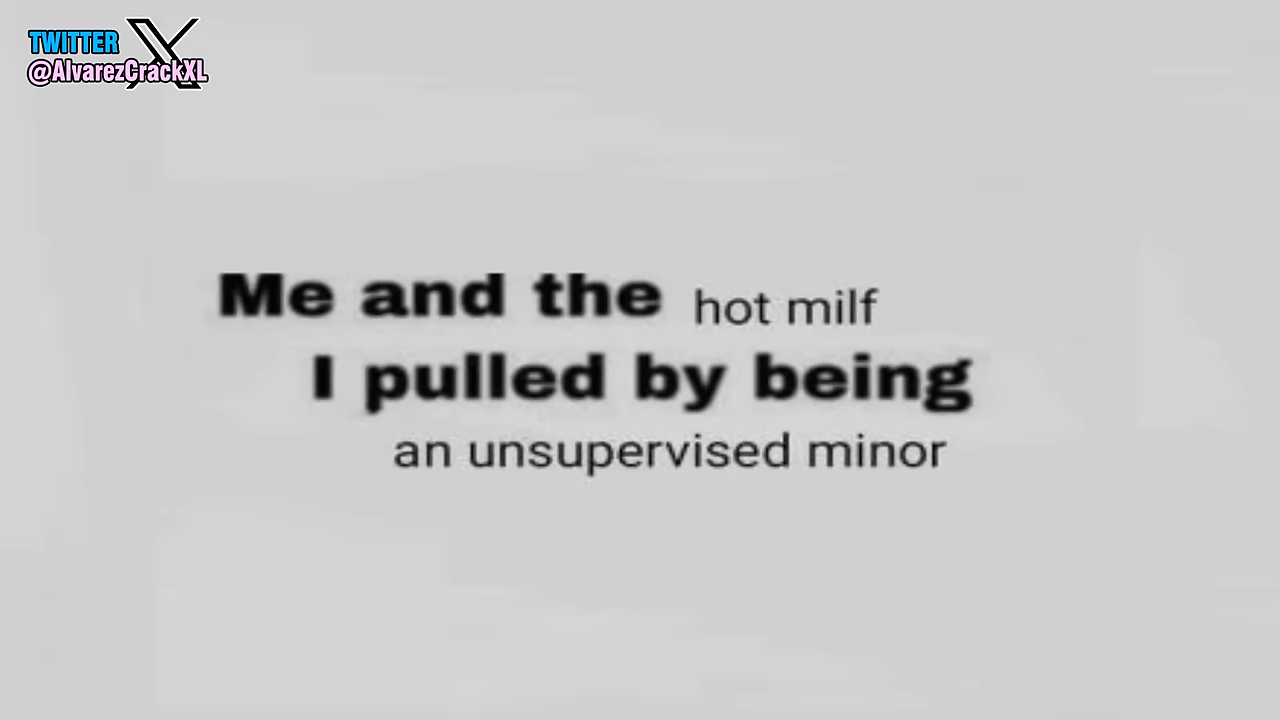 TWITTER X
@AlvarezCrackXL
Me and the hot milf
I pulled by being
an unsupervised minor